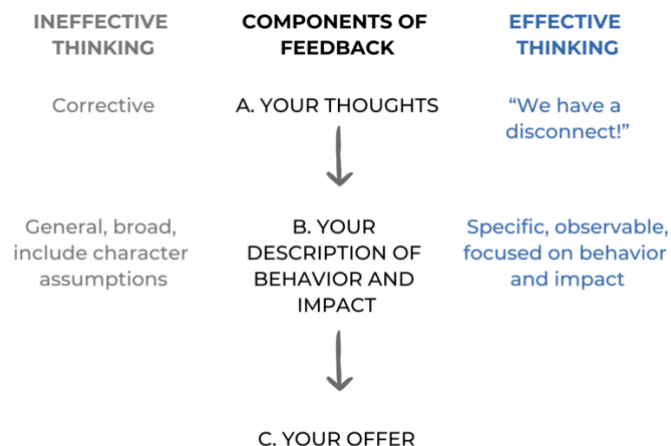 INEFFECTIVE
THINKING
COMPONENTS OF
FEEDBACK
EFFECTIVE
THINKING
Corrective
A. YOUR THOUGHTS
“We have a
disconnect!”
General, broad,
include character
assumptions
B. YOUR
DESCRIPTION OF
BEHAVIOR AND
IMPACT
Specific, observable,
focused on behavior
and impact
C. YOUR OFFER